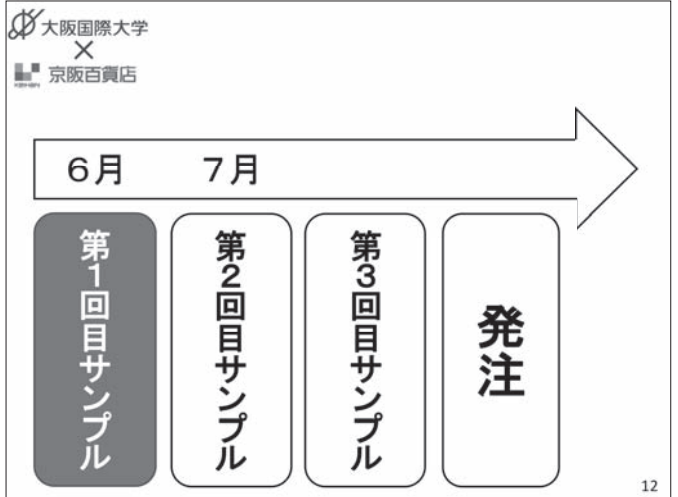 大阪国際大学
×
京阪百貨店
6月 7月
第1回目サンプル
第2回目サンプル
第3回目サンプル
発注
12